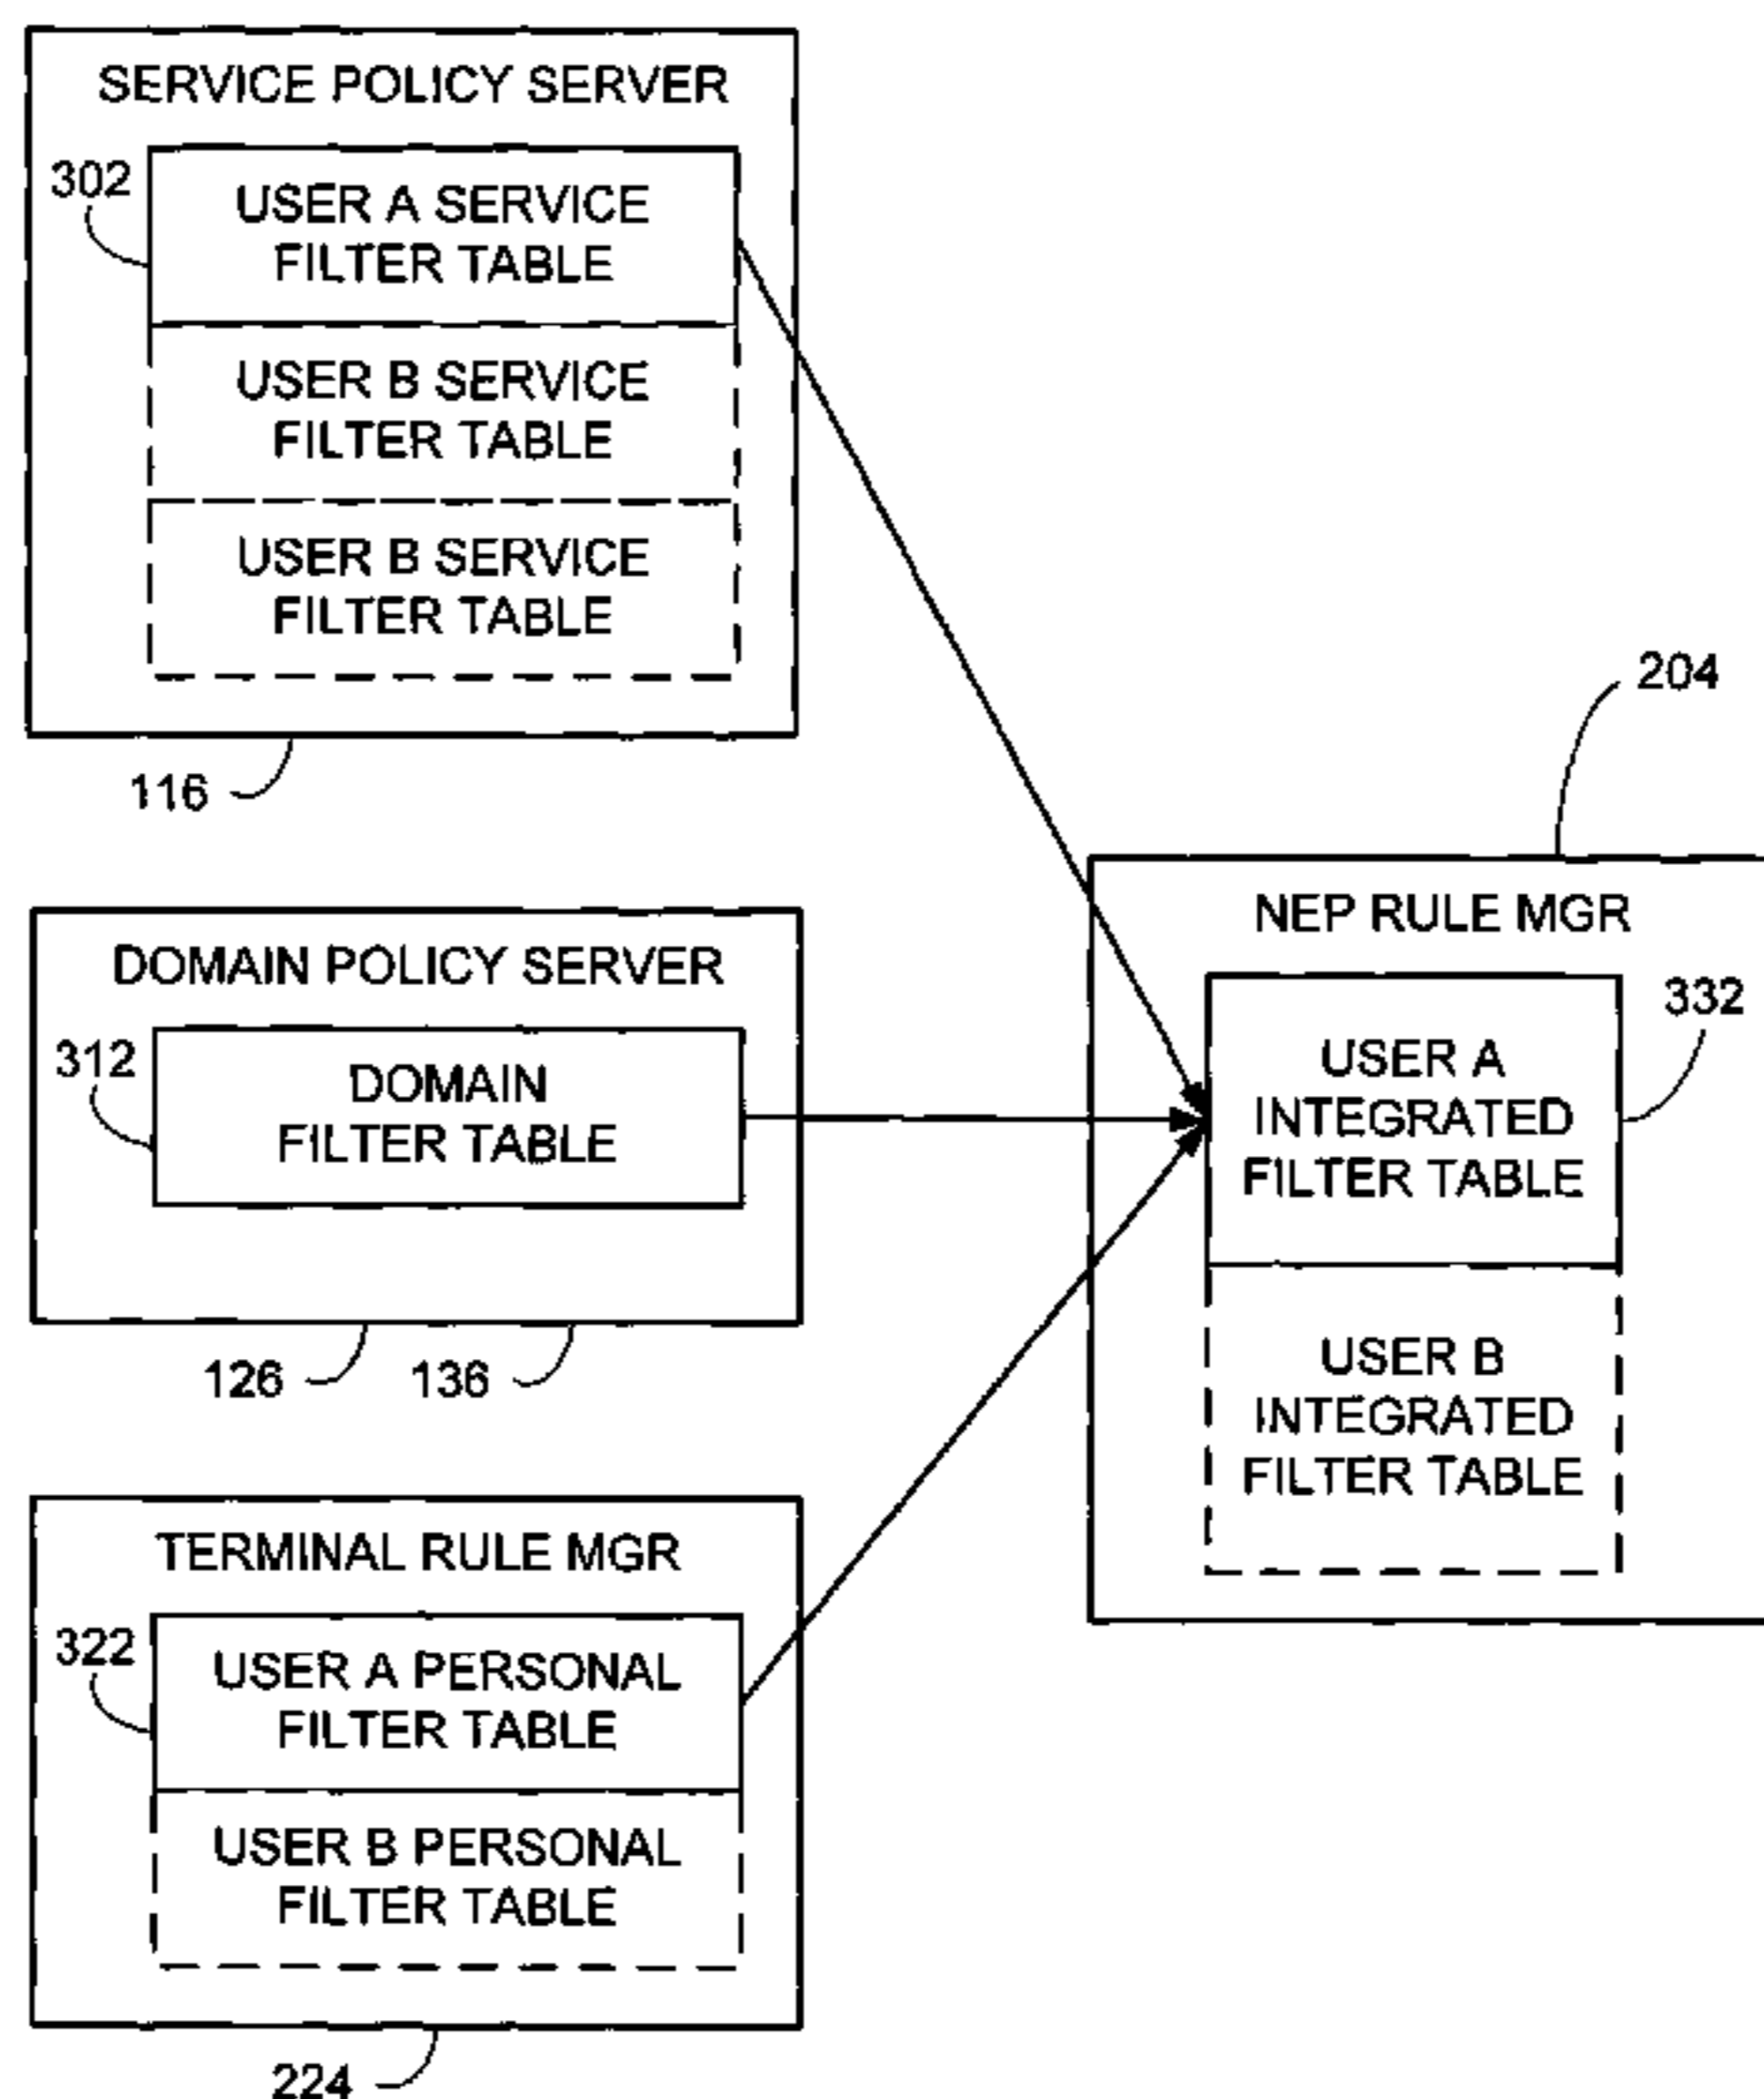 SERVICE POLICY SERVER
302
USER A SERVICE
FILTER TABLE
USER B SERVICE
FILTER TABLE
USER B SERVICE
FILTER TABLE
116
204
DOMAIN POLICY SERVER
312
DOMAIN
FILTER TABLE
126
136
NEP RULE MGR
332
USER A
INTEGRATED
FILTER TABLE
USER B
INTEGRATED
FILTER TABLE
TERMINAL RULE MGR
322
USER A PERSONAL
FILTER TABLE
USER B PERSONAL
FILTER TABLE
224